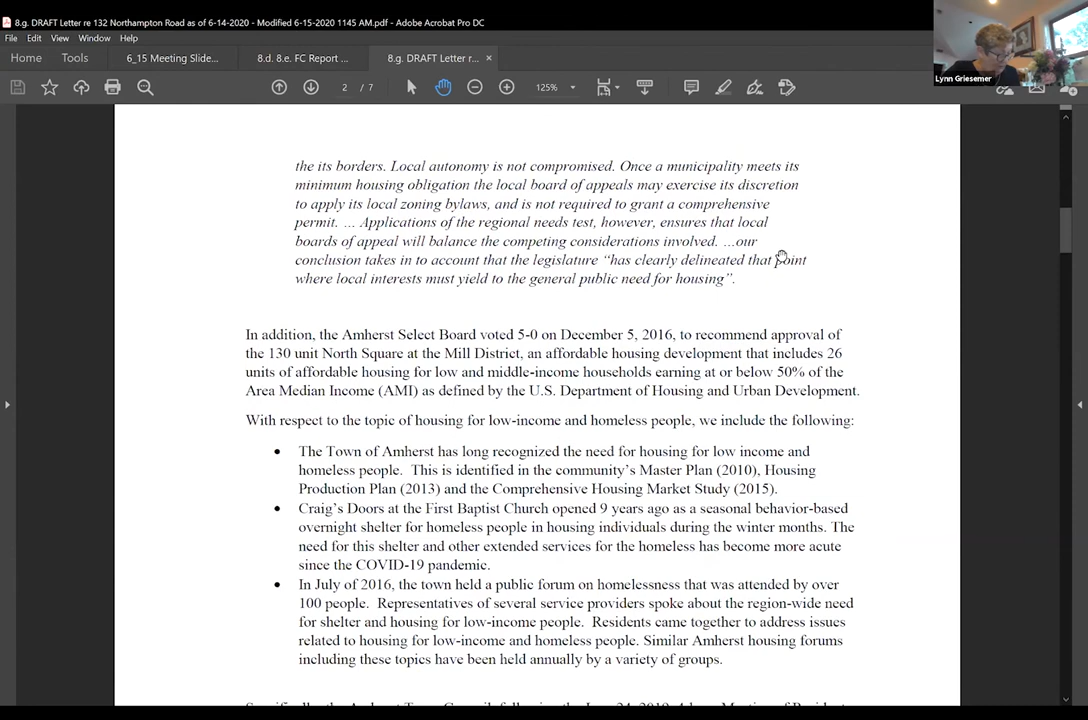 8.g. DRAFT Letter re 132 Northampton Road as of 6-14-2020 - Modified 6-15-2020 1145 AM.pdf - Adobe Acrobat Pro DC
File Edit View Window Help
Home Tools 6_15 Meeting Slide... 8.d. 8.e. FC Report ... 8.g. DRAFT Letter r... ×
Lynn Griesemer
2 / 7 125%
the its borders. Local autonomy is not compromised. Once a municipality meets its
minimum housing obligation the local board of appeals may exercise its discretion
to apply its local zoning bylaws, and is not required to grant a comprehensive
permit. … Applications of the regional needs test, however, ensures that local
boards of appeal will balance the competing considerations involved. …our
conclusion takes in to account that the legislature “has clearly delineated that point
where local interests must yield to the general public need for housing”.
In addition, the Amherst Select Board voted 5-0 on December 5, 2016, to recommend approval of
the 130 unit North Square at the Mill District, an affordable housing development that includes 26
units of affordable housing for low and middle-income households earning at or below 50% of the
Area Median Income (AMI) as defined by the U.S. Department of Housing and Urban Development.
With respect to the topic of housing for low-income and homeless people, we include the following:
• The Town of Amherst has long recognized the need for housing for low income and
homeless people. This is identified in the community’s Master Plan (2010), Housing
Production Plan (2013) and the Comprehensive Housing Market Study (2015).
• Craig’s Doors at the First Baptist Church opened 9 years ago as a seasonal behavior-based
overnight shelter for homeless people in housing individuals during the winter months. The
need for this shelter and other extended services for the homeless has become more acute
since the COVID-19 pandemic.
• In July of 2016, the town held a public forum on homelessness that was attended by over
100 people. Representatives of several service providers spoke about the region-wide need
for shelter and housing for low-income people. Residents came together to address issues
related to housing for low-income and homeless people. Similar Amherst housing forums
including these topics have been held annually by a variety of groups.